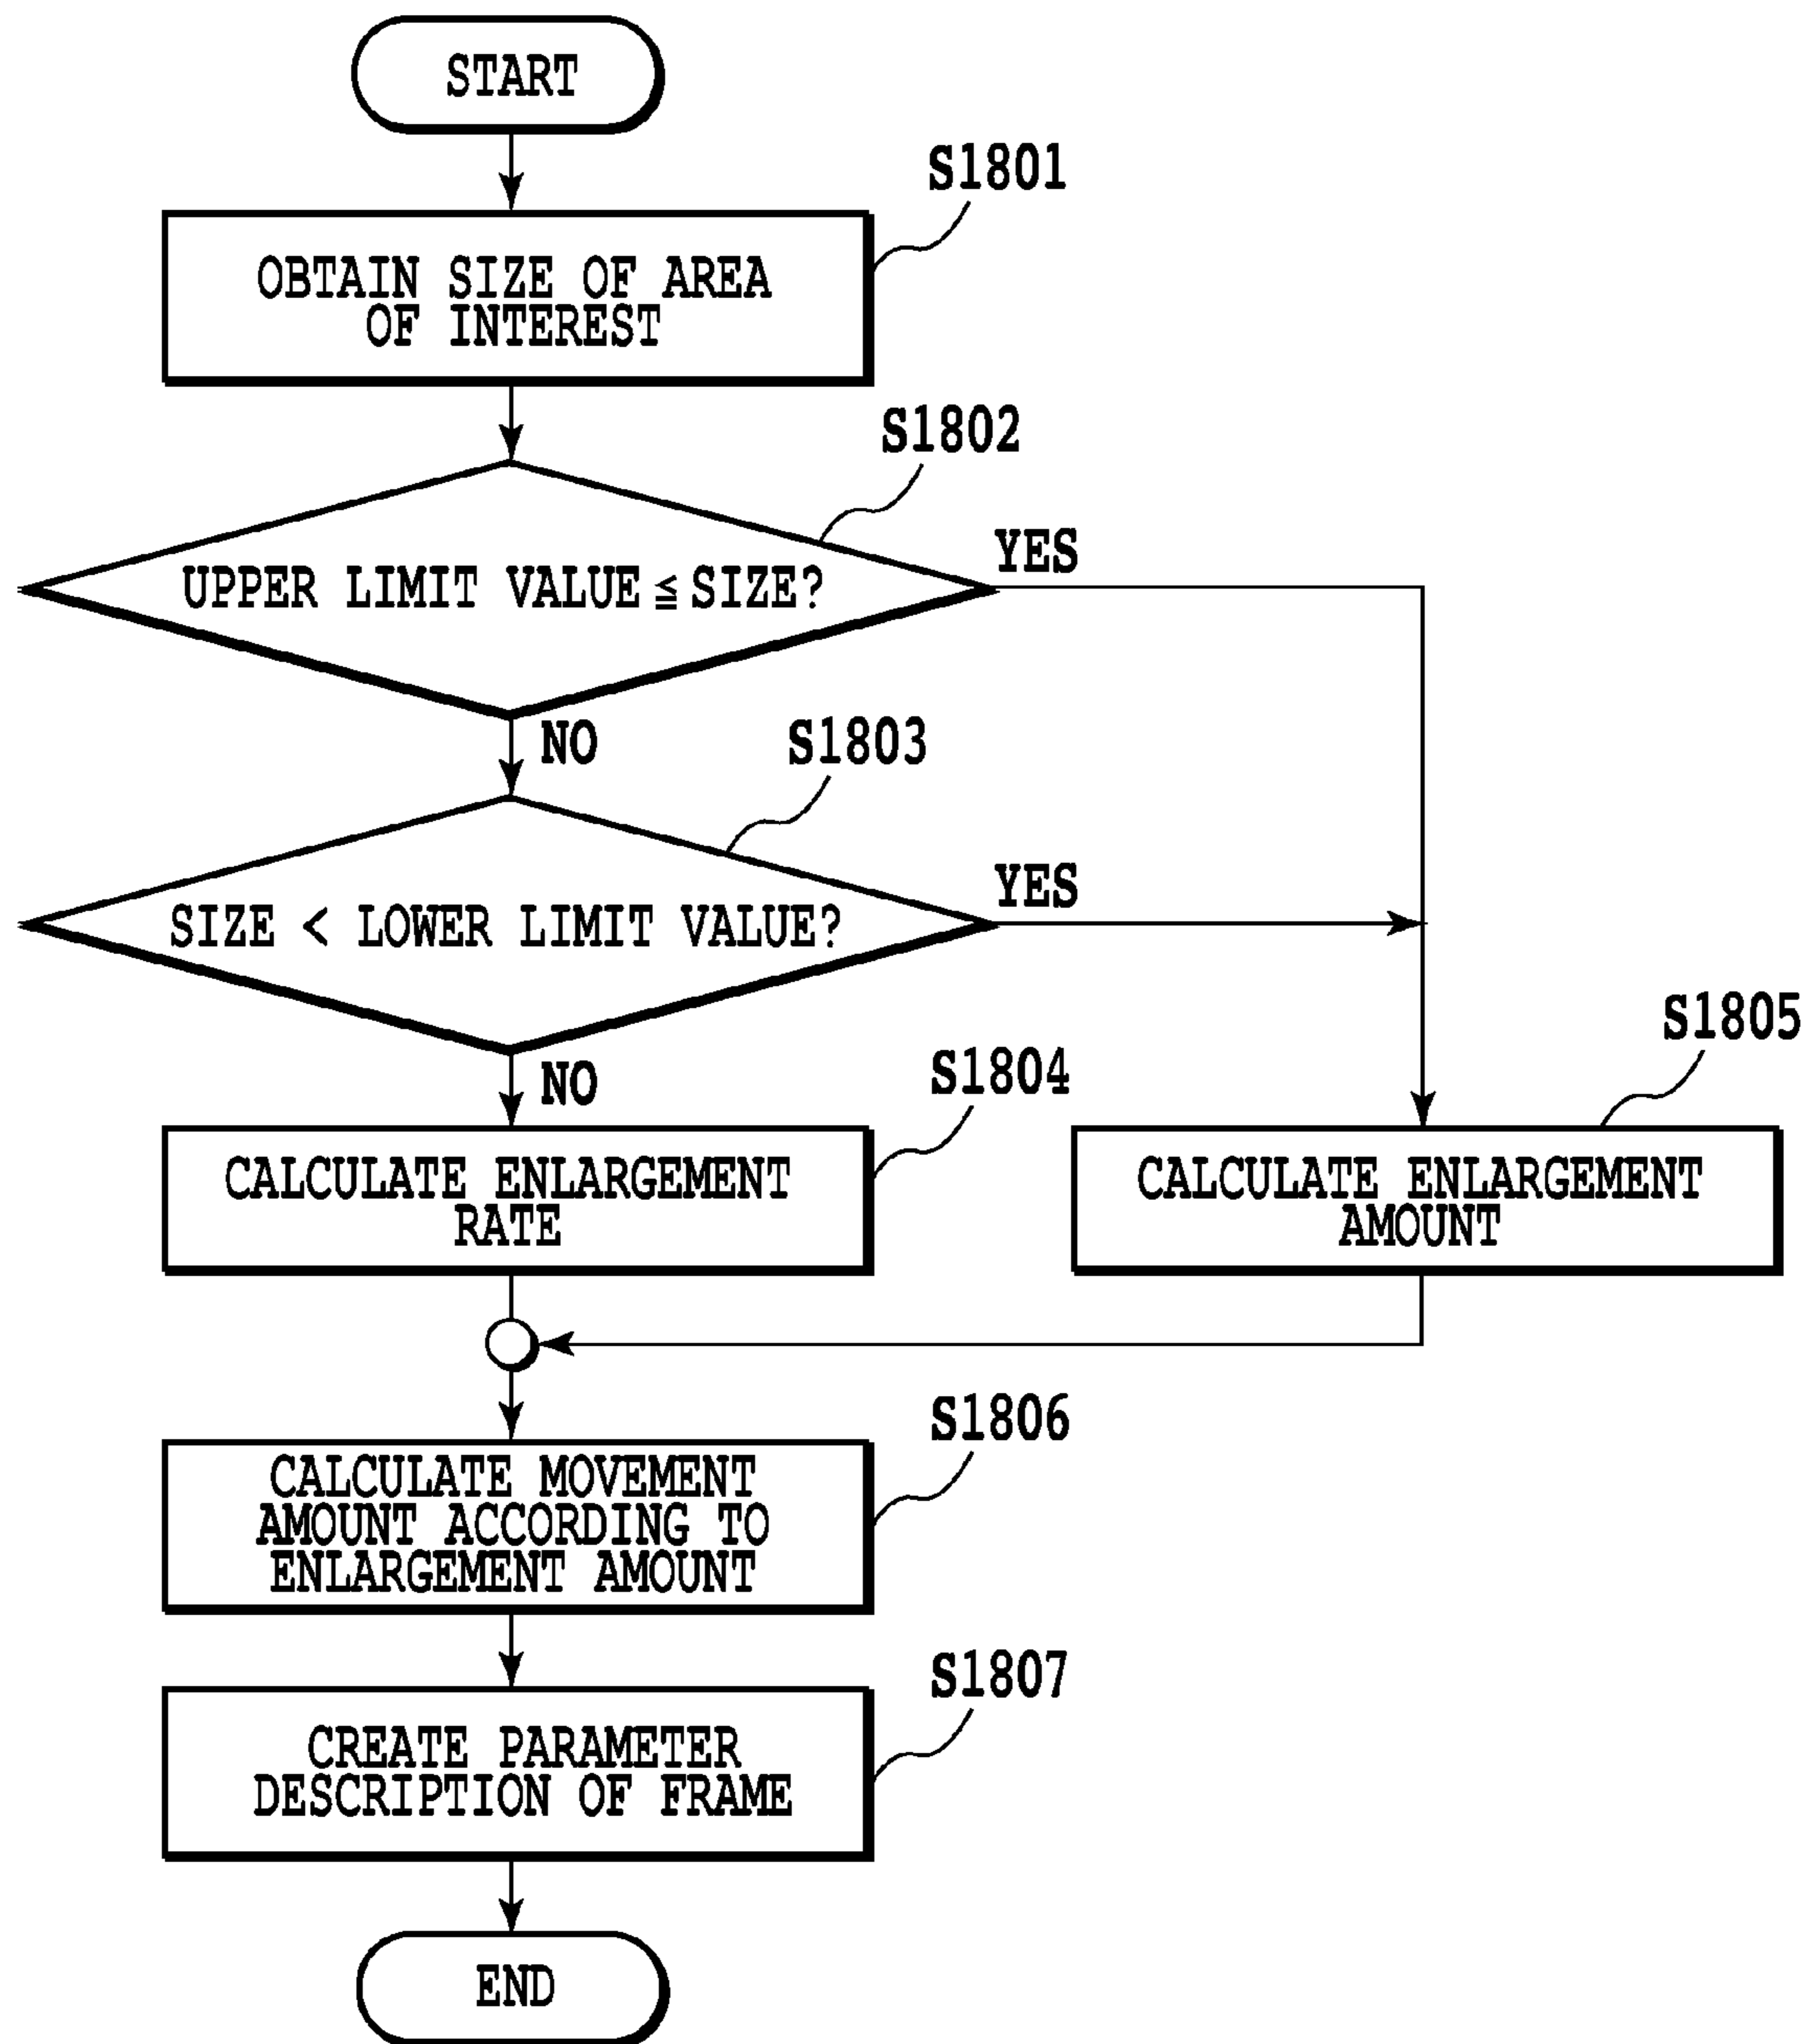 START
S1801
OBTAIN SIZE OF AREA
OF INTEREST
S1802
UPPER LIMIT VALUE ≦ SIZE?
YES
NO
S1803
SIZE < LOWER LIMIT VALUE?
YES
NO
S1804
CALCULATE ENLARGEMENT
RATE
S1805
CALCULATE ENLARGEMENT
AMOUNT
S1806
CALCULATE MOVEMENT
AMOUNT ACCORDING TO
ENLARGEMENT AMOUNT
S1807
CREATE PARAMETER
DESCRIPTION OF FRAME
END